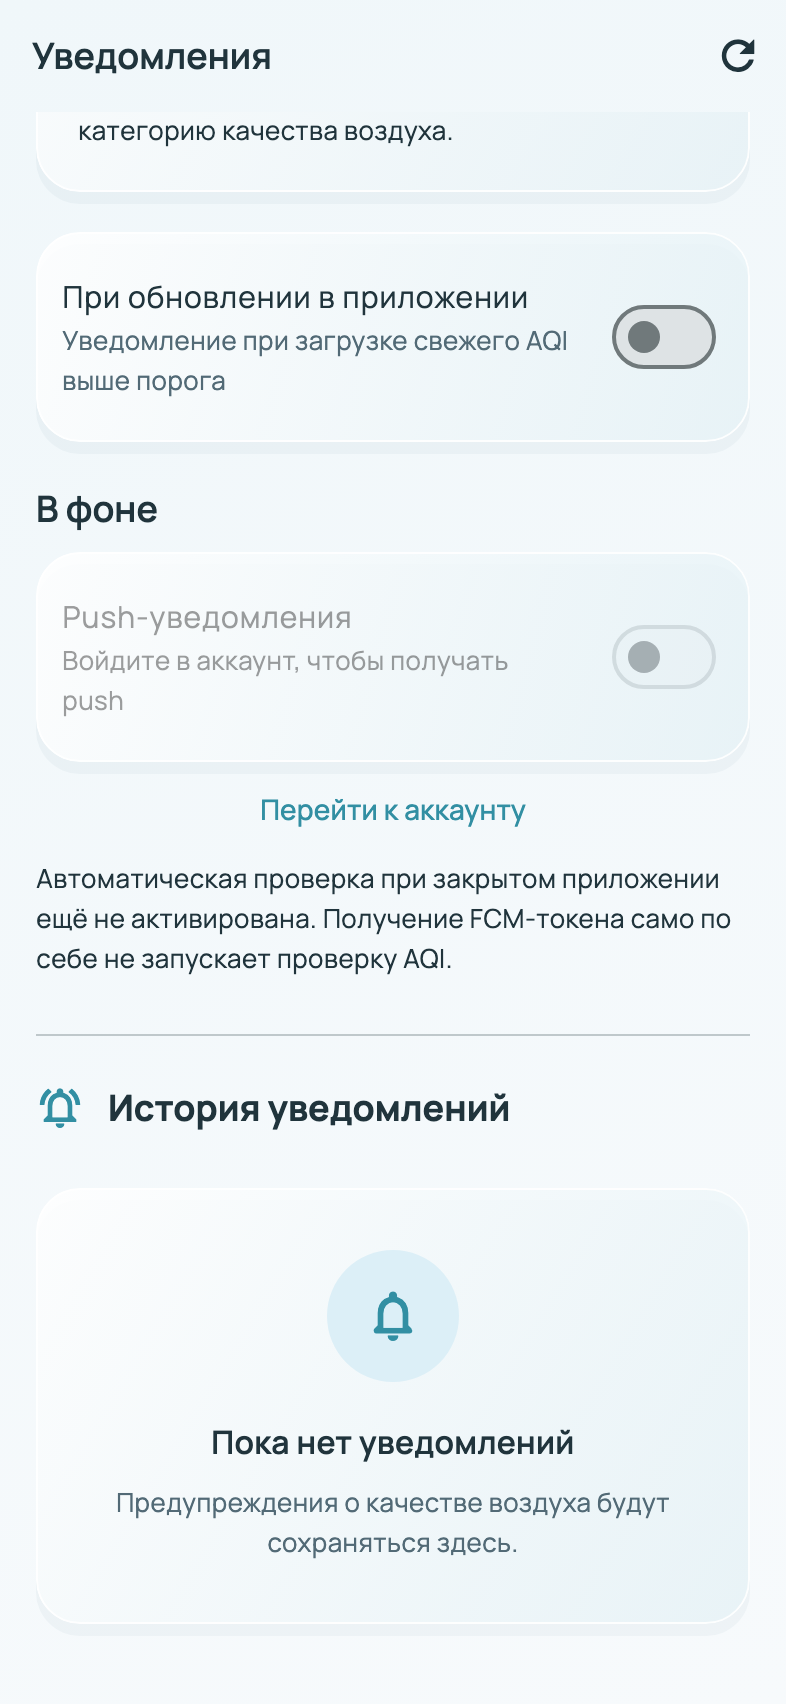 Уведомления
категорию качества воздуха.
При обновлении в приложении
Уведомление при загрузке свежего AQI
выше порога
В фоне
Push-уведомления
Войдите в аккаунт, чтобы получать
push
Перейти к аккаунту
Автоматическая проверка при закрытом приложении
ещё не активирована. Получение FCM-токена само по
себе не запускает проверку AQI.
История уведомлений
Пока нет уведомлений
Предупреждения о качестве воздуха будут
сохраняться здесь.